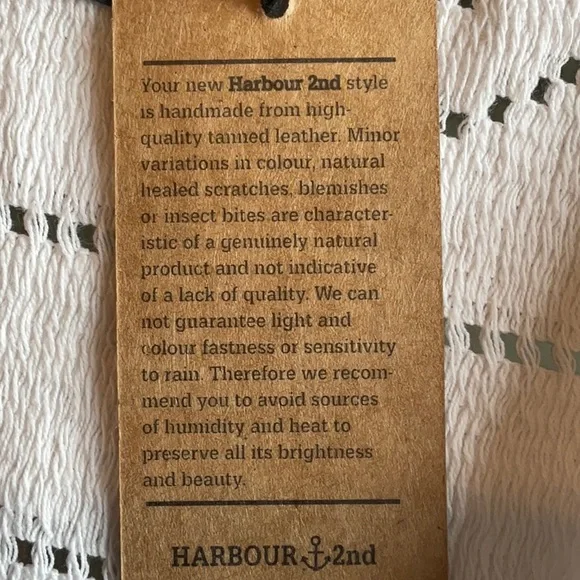 Your new Harbour 2nd style
is handmade from high-
quality tanned leather. Minor
variations in colour, natural
healed scratches, blemishes
or insect bites are character-
istic of a genuinely natural
product and not indicative
of a lack of quality. We can
not guarantee light and
colour fastness or sensitivity
to rain. Therefore we recom-
mend you to avoid sources
of humidity and heat to
preserve all its brightness
and beauty.
HARBOUR 2nd